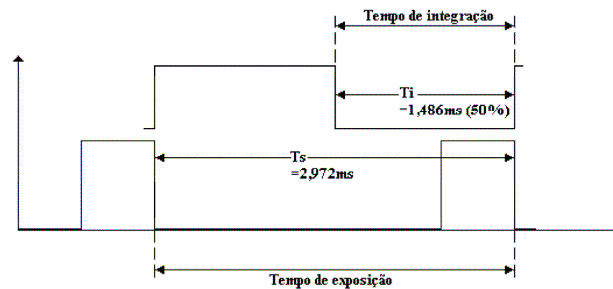 Tempo de integração
Ti
=1,486ms (50%)
Ts
=2,972ms
Tempo de exposição